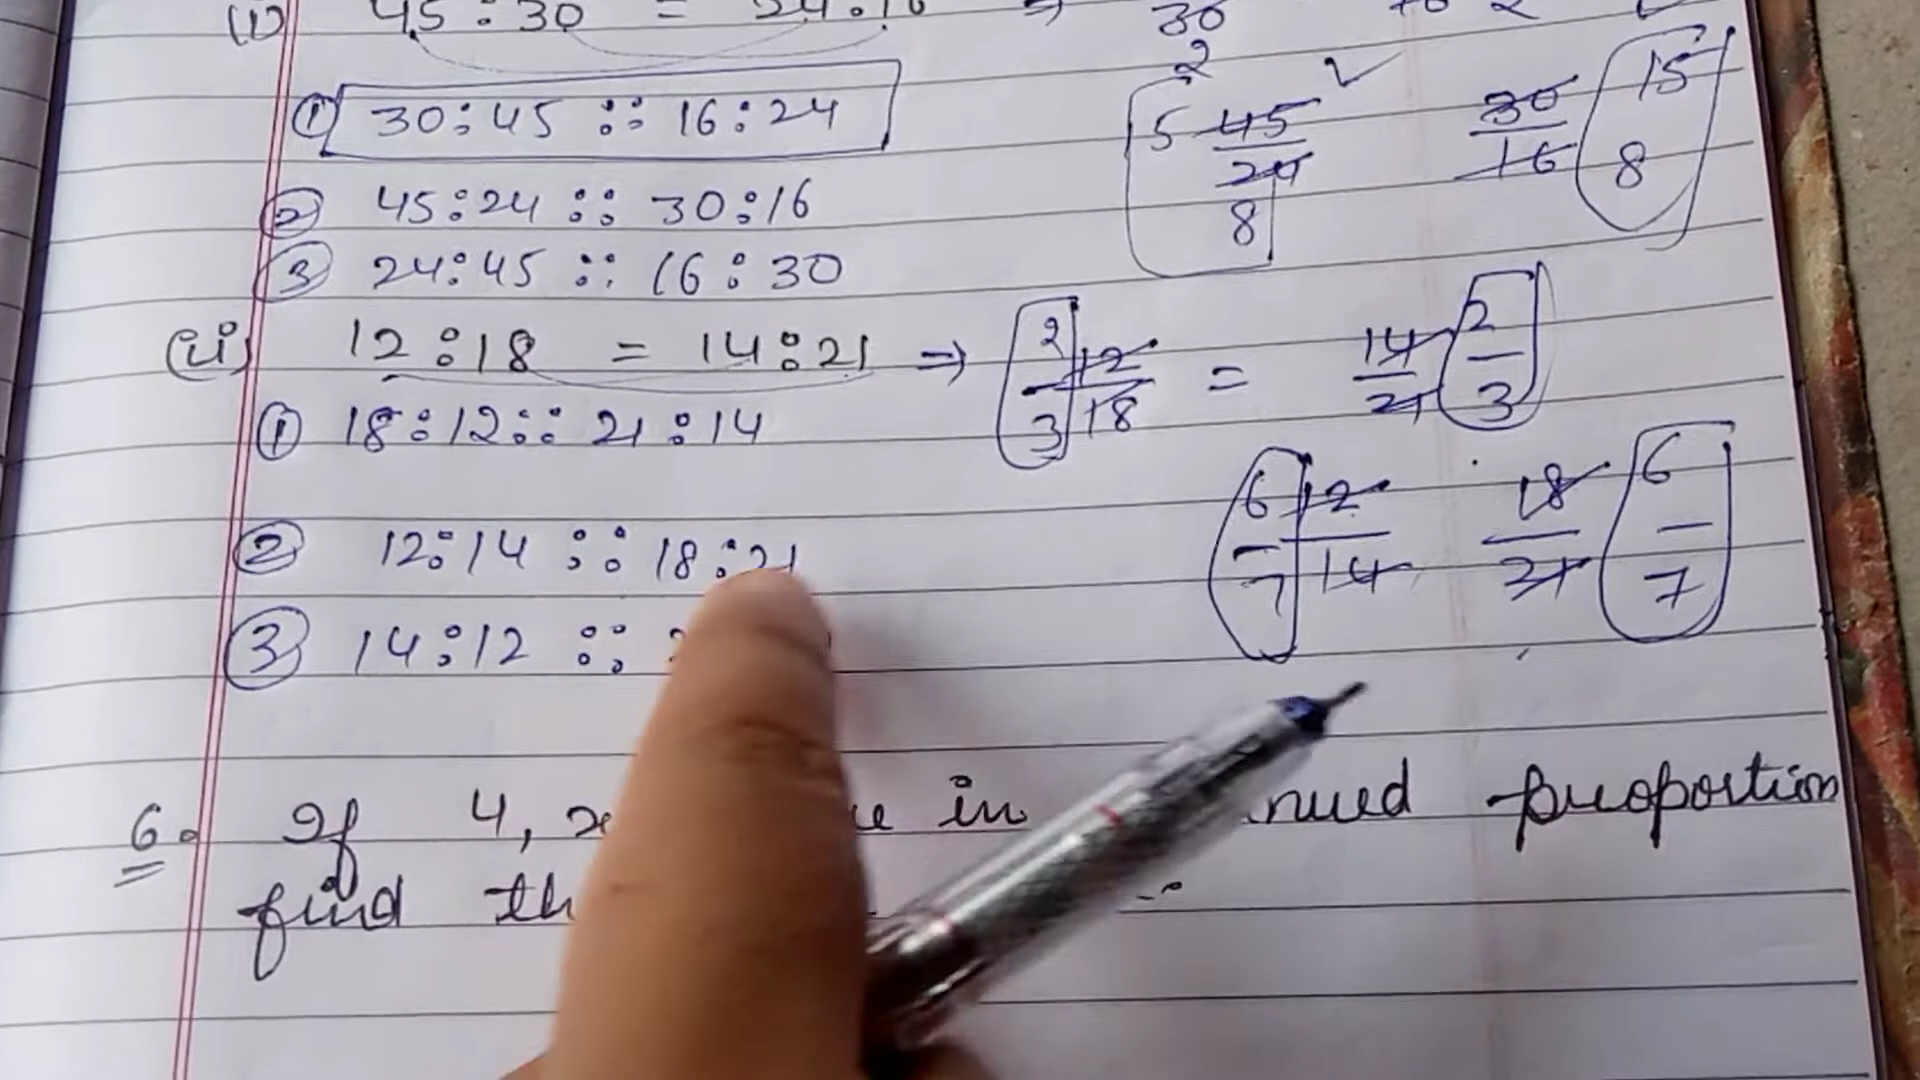 (i) 45 : 30 = 24 : 16 ⇒ 30
① 30 : 45 :: 16 : 24
② 45 : 24 :: 30 : 16
③ 24 : 45 :: 16 : 30
2 ✓
5 45/24 8
30/16 15 8
(ii) 12 : 18 = 14 : 21 ⇒ 2/3 12/18 = 14/21 2/3
① 18 : 12 :: 21 : 14
② 12 : 14 :: 18 : 21
6/7 12/14 18/21 6/7
③ 14 : 12 ::
6. If 4, x in proportion
find